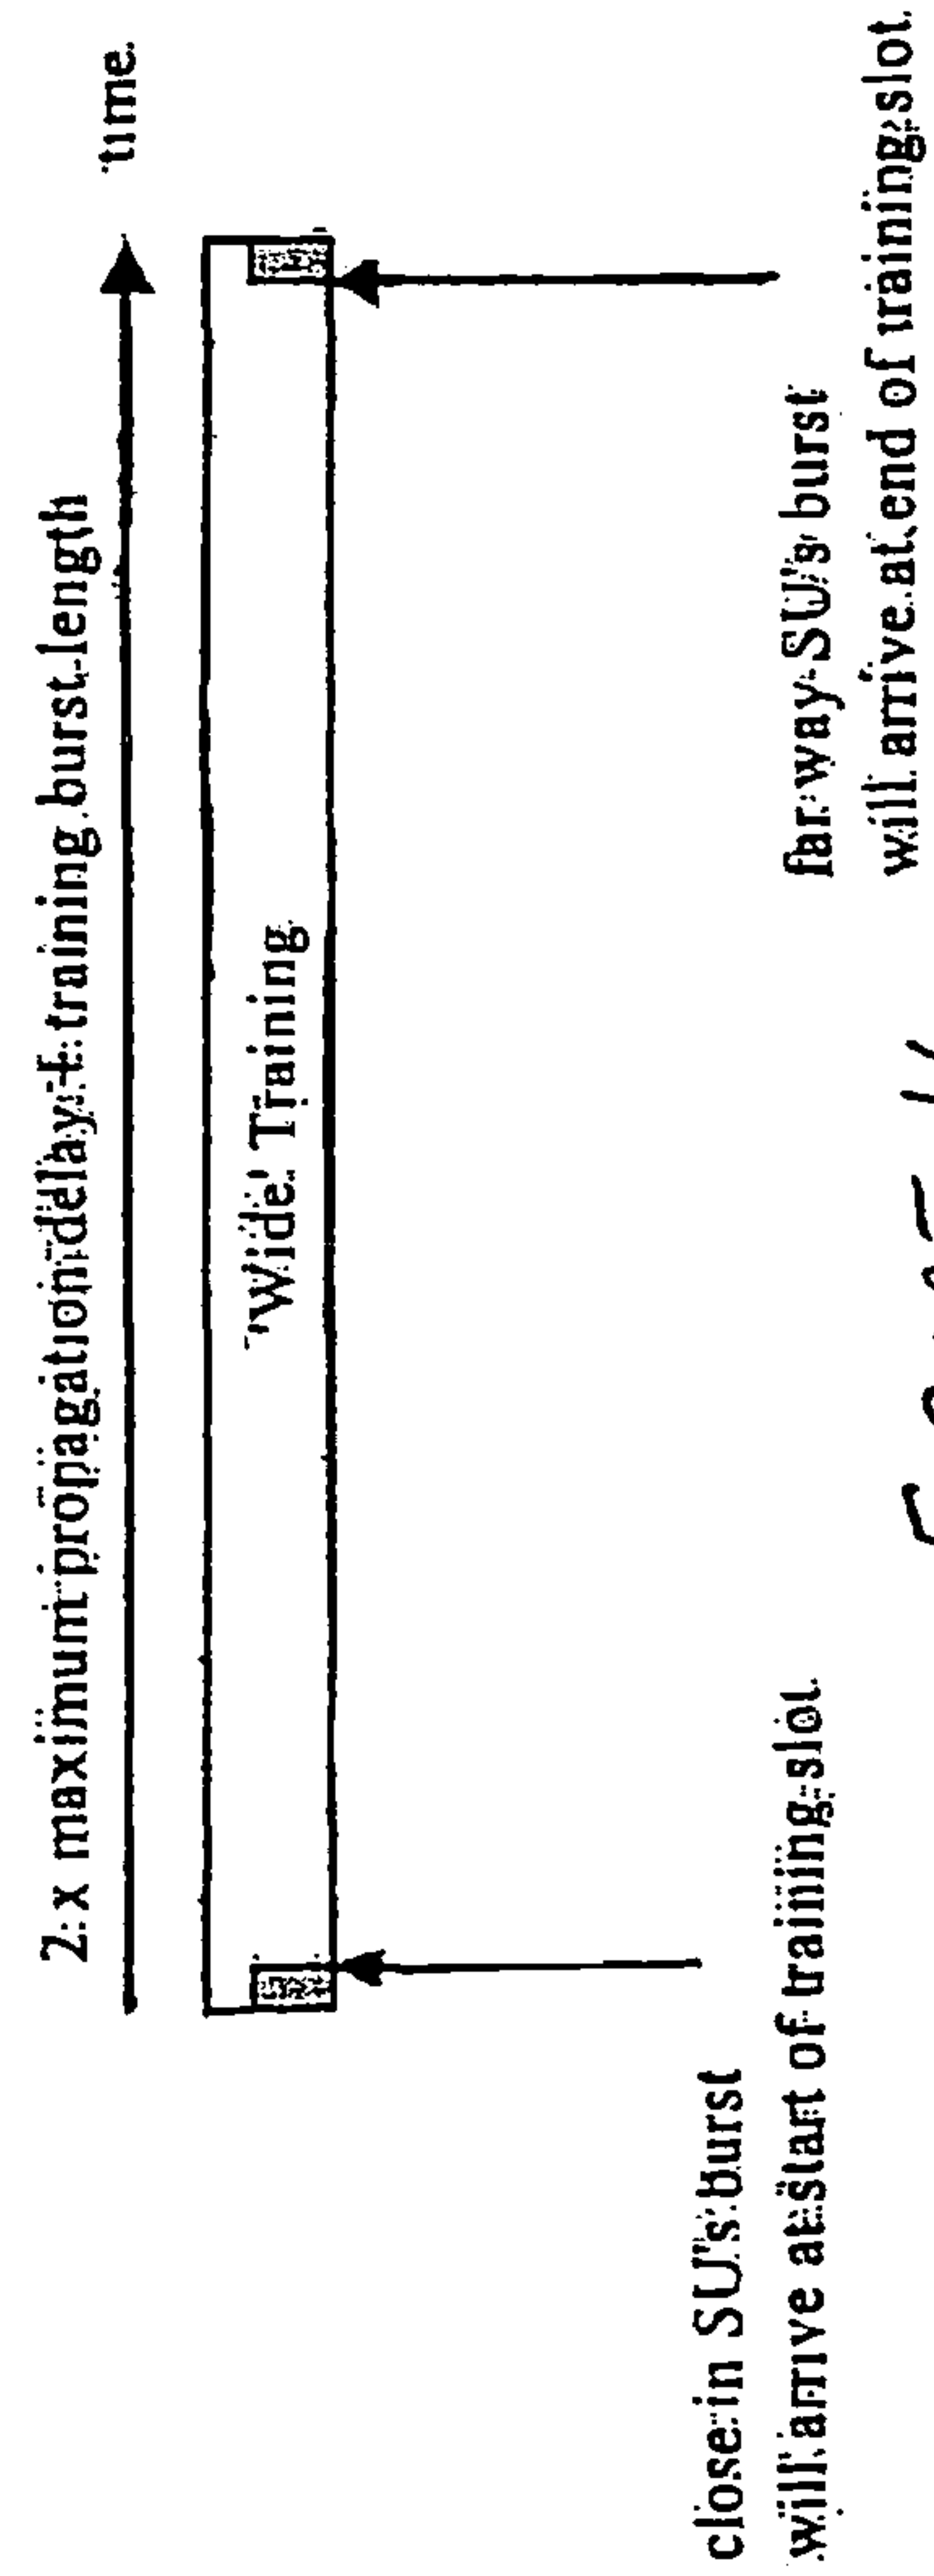 2 x maximum propagation delay + training burst length
time
'Wide' Training
close in SU's burst
will arrive at start of training slot
far way SU's burst
will arrive at end of training slot